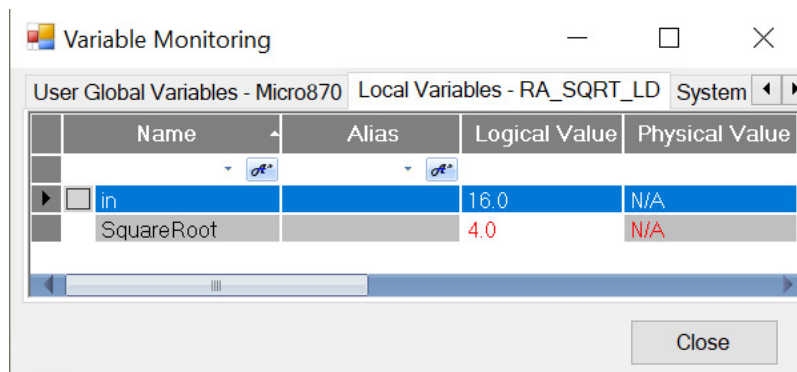 Variable Monitoring
User Global Variables - Micro870 Local Variables - RA_SQRT_LD System
Name Alias Logical Value Physical Value
in 16.0 N/A
SquareRoot 4.0 N/A
Close